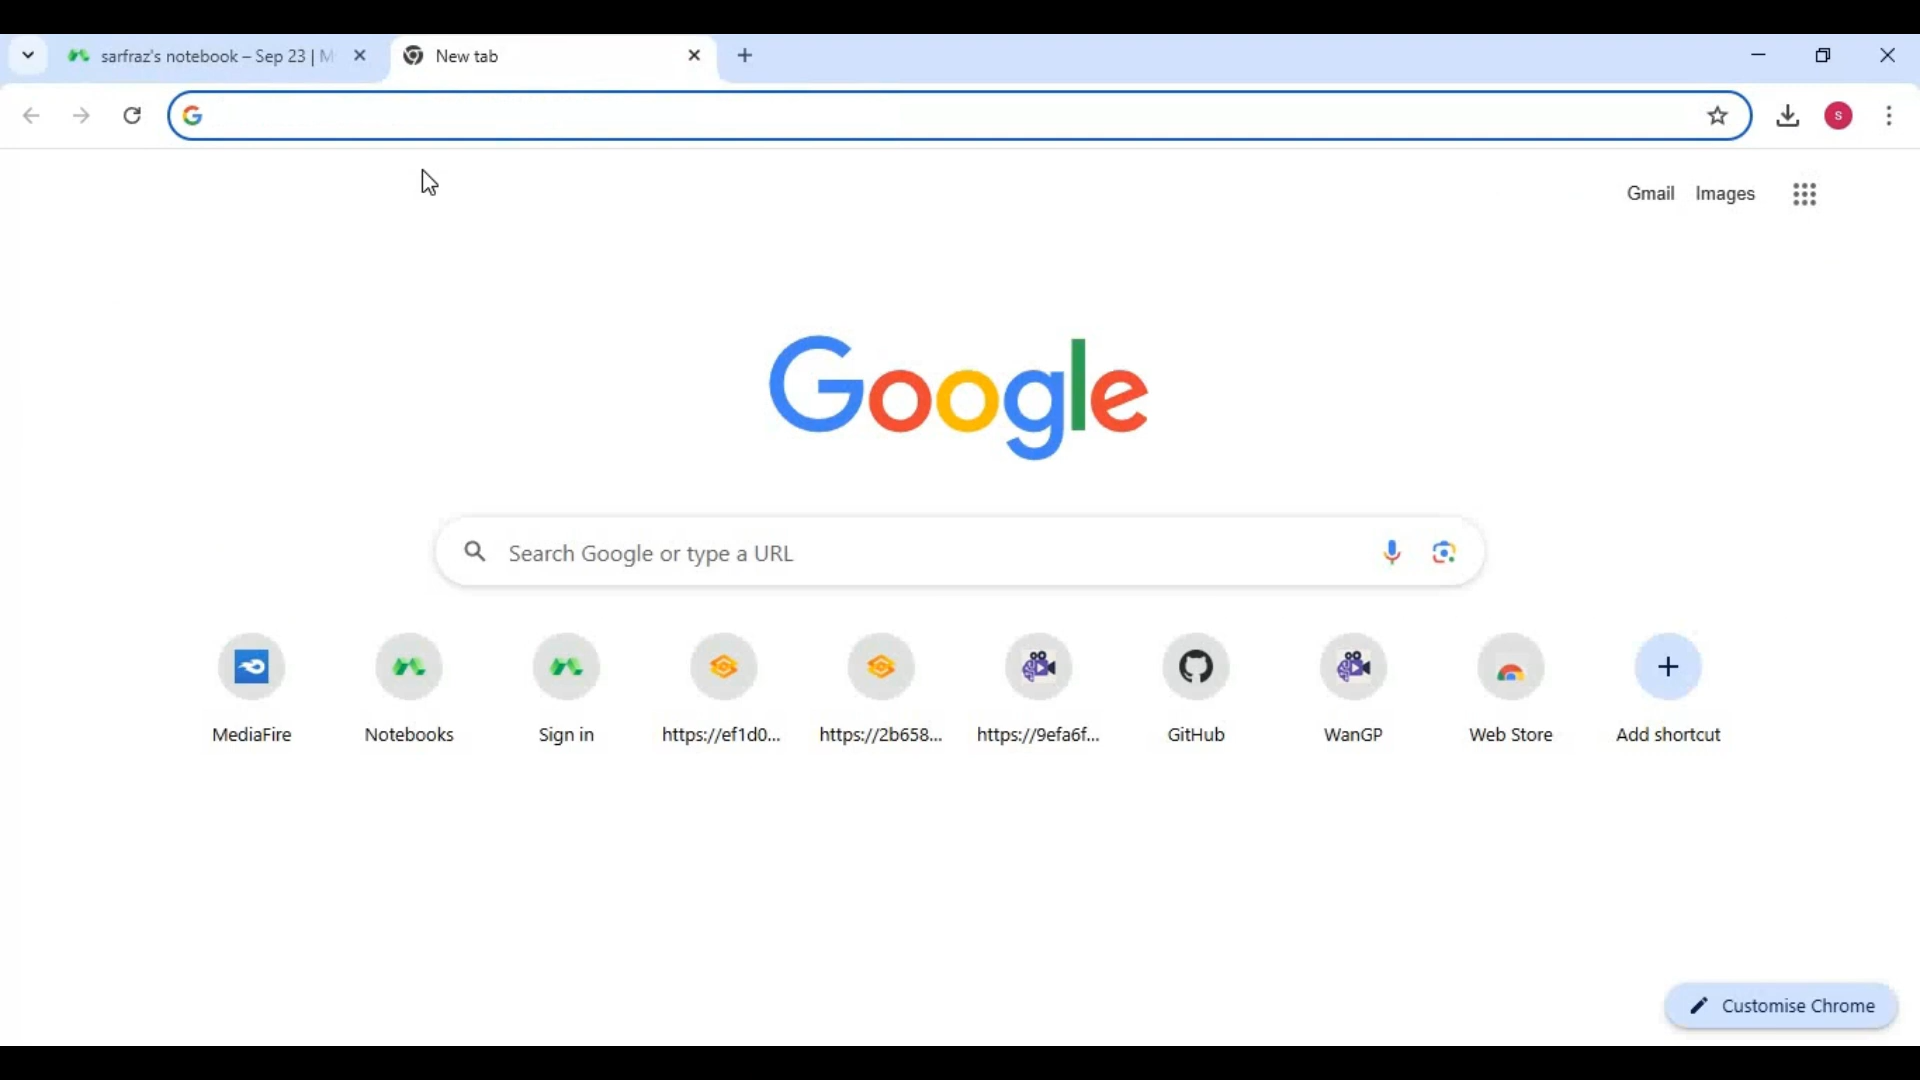 sarfraz's notebook – Sep 23 | M
New tab
S
Gmail Images
Google
Search Google or type a URL
MediaFire Notebooks Sign in https://ef1d0... https://2b658... https://9efa6f... GitHub WanGP Web Store Add shortcut
Customise Chrome